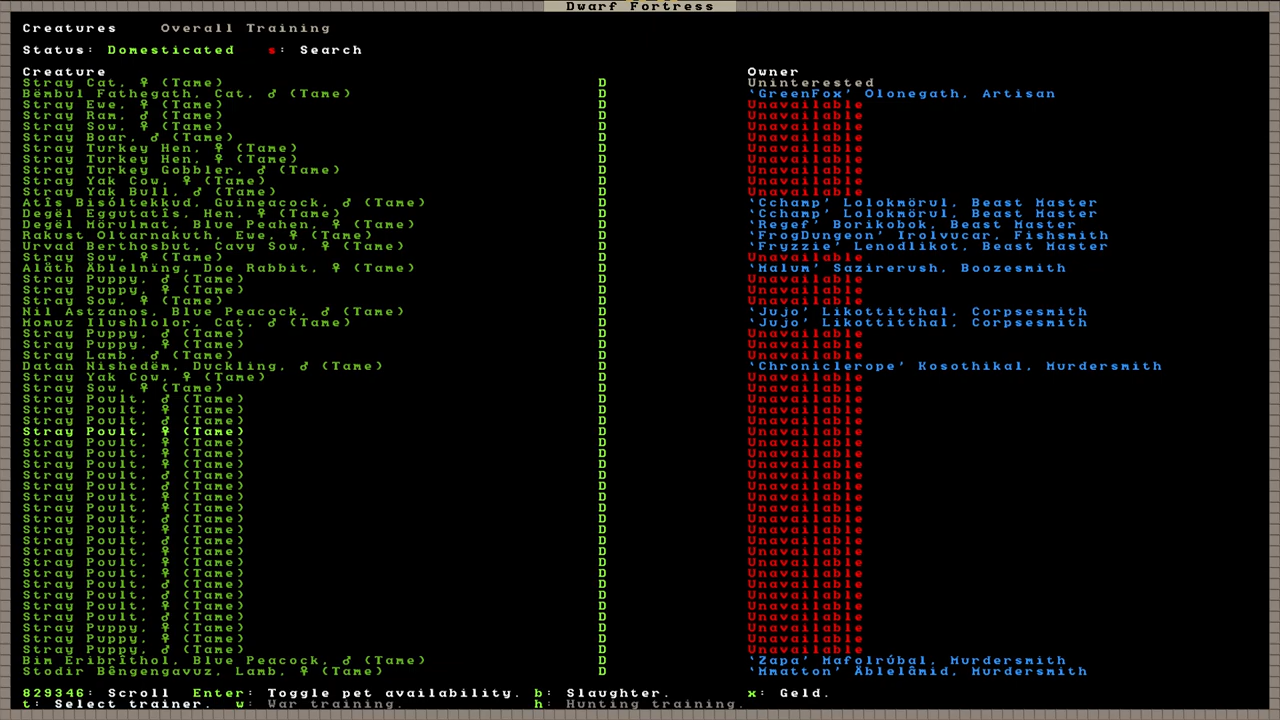 Dwarf Fortress
Creatures Overall Training
Status: Domesticated s: Search
Creature Owner
Stray Cat, ♀ (Tame) D Uninterested
Bëmbul Fathegath, Cat, ♂ (Tame) D `GreenFox' Olonegath, Artisan
Stray Ewe, ♀ (Tame) D Unavailable
Stray Ram, ♂ (Tame) D Unavailable
Stray Sow, ♀ (Tame) D Unavailable
Stray Boar, ♂ (Tame) D Unavailable
Stray Turkey Hen, ♀ (Tame) D Unavailable
Stray Turkey Hen, ♀ (Tame) D Unavailable
Stray Turkey Gobbler, ♂ (Tame) D Unavailable
Stray Yak Cow, ♀ (Tame) D Unavailable
Stray Yak Bull, ♂ (Tame) D Unavailable
Atîs Bisóltekkud, Guineacock, ♂ (Tame) D `Cchamp' Lolokmörul, Beast Master
Degël Eggutatîs, Hen, ♀ (Tame) D `Cchamp' Lolokmörul, Beast Master
Degël Mörulmat, Blue Peahen, ♀ (Tame) D `Regef' Borikobok, Beast Master
Rakust Oltarnakuth, Ewe, ♀ (Tame) D `FrogDungeon' Irolvucar, Fishsmith
Urvad Berthosbut, Cavy Sow, ♀ (Tame) D `Fryzzie' Lenodlikot, Beast Master
Stray Sow, ♀ (Tame) D Unavailable
Aläth Äblelnïng, Doe Rabbit, ♀ (Tame) D `Malum' Sazirerush, Boozesmith
Stray Puppy, ♂ (Tame) D Unavailable
Stray Puppy, ♀ (Tame) D Unavailable
Stray Sow, ♀ (Tame) D Unavailable
Nil Astzanos, Blue Peacock, ♂ (Tame) D `Jujo' Likottitthal, Corpsesmith
Momuz Ilushlolor, Cat, ♂ (Tame) D `Jujo' Likottitthal, Corpsesmith
Stray Puppy, ♂ (Tame) D Unavailable
Stray Puppy, ♀ (Tame) D Unavailable
Stray Lamb, ♂ (Tame) D Unavailable
Datan Nishedëm, Duckling, ♂ (Tame) D `Chroniclerope' Kosothikal, Murdersmith
Stray Yak Cow, ♀ (Tame) D Unavailable
Stray Sow, ♀ (Tame) D Unavailable
Stray Poult, ♂ (Tame) D Unavailable
Stray Poult, ♀ (Tame) D Unavailable
Stray Poult, ♂ (Tame) D Unavailable
Stray Poult, ♀ (Tame) D Unavailable
Stray Poult, ♀ (Tame) D Unavailable
Stray Poult, ♀ (Tame) D Unavailable
Stray Poult, ♀ (Tame) D Unavailable
Stray Poult, ♂ (Tame) D Unavailable
Stray Poult, ♂ (Tame) D Unavailable
Stray Poult, ♀ (Tame) D Unavailable
Stray Poult, ♂ (Tame) D Unavailable
Stray Poult, ♀ (Tame) D Unavailable
Stray Poult, ♂ (Tame) D Unavailable
Stray Poult, ♀ (Tame) D Unavailable
Stray Poult, ♀ (Tame) D Unavailable
Stray Poult, ♀ (Tame) D Unavailable
Stray Poult, ♂ (Tame) D Unavailable
Stray Poult, ♂ (Tame) D Unavailable
Stray Poult, ♂ (Tame) D Unavailable
Stray Poult, ♀ (Tame) D Unavailable
Stray Poult, ♂ (Tame) D Unavailable
Stray Puppy, ♀ (Tame) D Unavailable
Stray Puppy, ♀ (Tame) D Unavailable
Stray Puppy, ♂ (Tame) D Unavailable
Bim Eribrîthol, Blue Peacock, ♂ (Tame) D `Zapa' Mafolrúbal, Murdersmith
Stodir Bêngengavuz, Lamb, ♀ (Tame) D `Mmatton' Äblelâmid, Murdersmith
829346: Scroll Enter: Toggle pet availability. b: Slaughter. x: Geld.
t: Select trainer. w: War training. h: Hunting training.